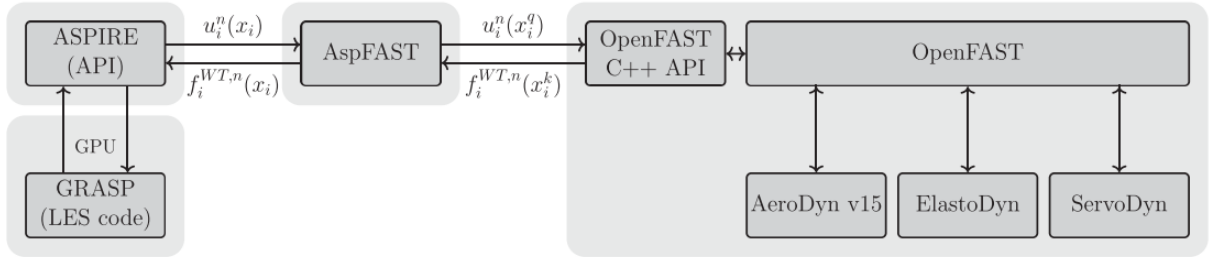 ASPIRE
(API)
u_i^n(x_i)
f_i^{WT,n}(x_i)
AspFAST
u_i^n(x_i^q)
f_i^{WT,n}(x_i^k)
OpenFAST
C++ API
OpenFAST
GPU
GRASP
(LES code)
AeroDyn v15
ElastoDyn
ServoDyn